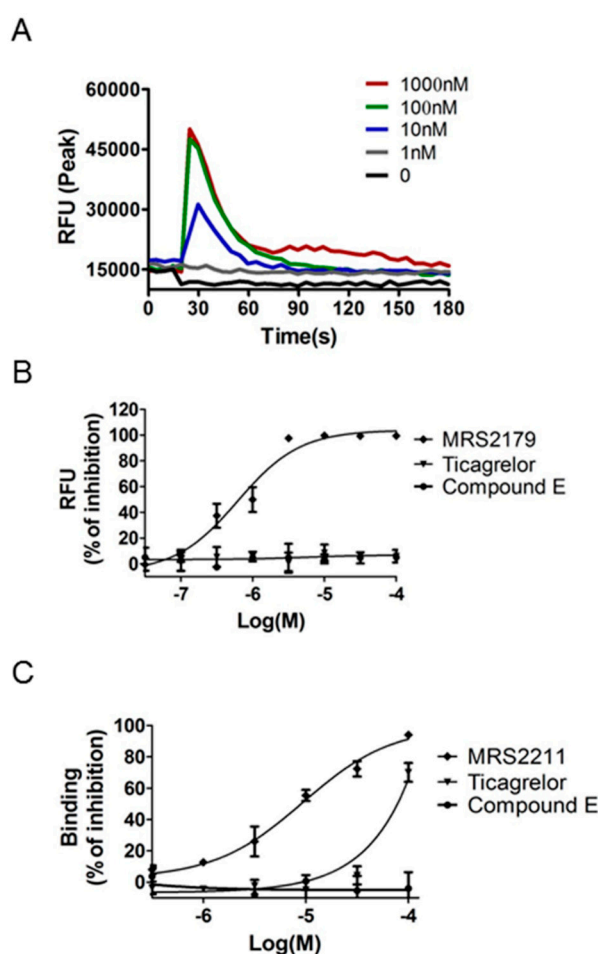 A
60000
45000
30000
15000
RFU (Peak)
0 30 60 90 120 150 180
Time(s)
1000nM
100nM
10nM
1nM
0
B
120
100
80
60
40
20
0
RFU
(% of inhibition)
-7 -6 -5 -4
Log(M)
MRS2179
Ticagrelor
Compound E
C
100
80
60
40
20
0
Binding
(% of inhibition)
-6 -5 -4
Log(M)
MRS2211
Ticagrelor
Compound E